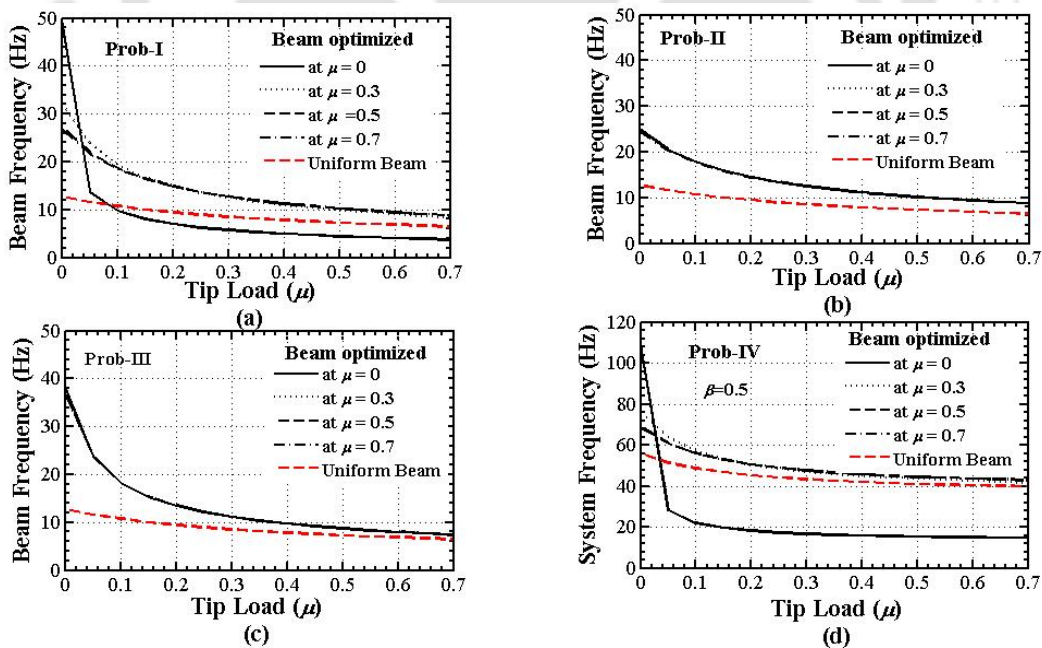 50
40
30
20
10
0
Beam Frequency (Hz)
Prob-I
Beam optimized
at μ = 0
at μ = 0.3
at μ =0.5
at μ = 0.7
Uniform Beam
0 0.1 0.2 0.3 0.4 0.5 0.6 0.7
Tip Load (μ)
(a)
50
40
30
20
10
0
Beam Frequency (Hz)
Prob-II
Beam optimized
at μ = 0
at μ = 0.3
at μ = 0.5
at μ = 0.7
Uniform Beam
0 0.1 0.2 0.3 0.4 0.5 0.6 0.7
Tip Load (μ)
(b)
50
40
30
20
10
0
Beam Frequency (Hz)
Prob-III
Beam optimized
at μ = 0
at μ = 0.3
at μ = 0.5
at μ = 0.7
Uniform Beam
0 0.1 0.2 0.3 0.4 0.5 0.6 0.7
Tip Load (μ)
(c)
120
100
80
60
40
20
0
System Frequency (Hz)
Prob-IV
β=0.5
Beam optimized
at μ = 0
at μ = 0.3
at μ = 0.5
at μ = 0.7
Uniform Beam
0 0.1 0.2 0.3 0.4 0.5 0.6 0.7
Tip Load (μ)
(d)